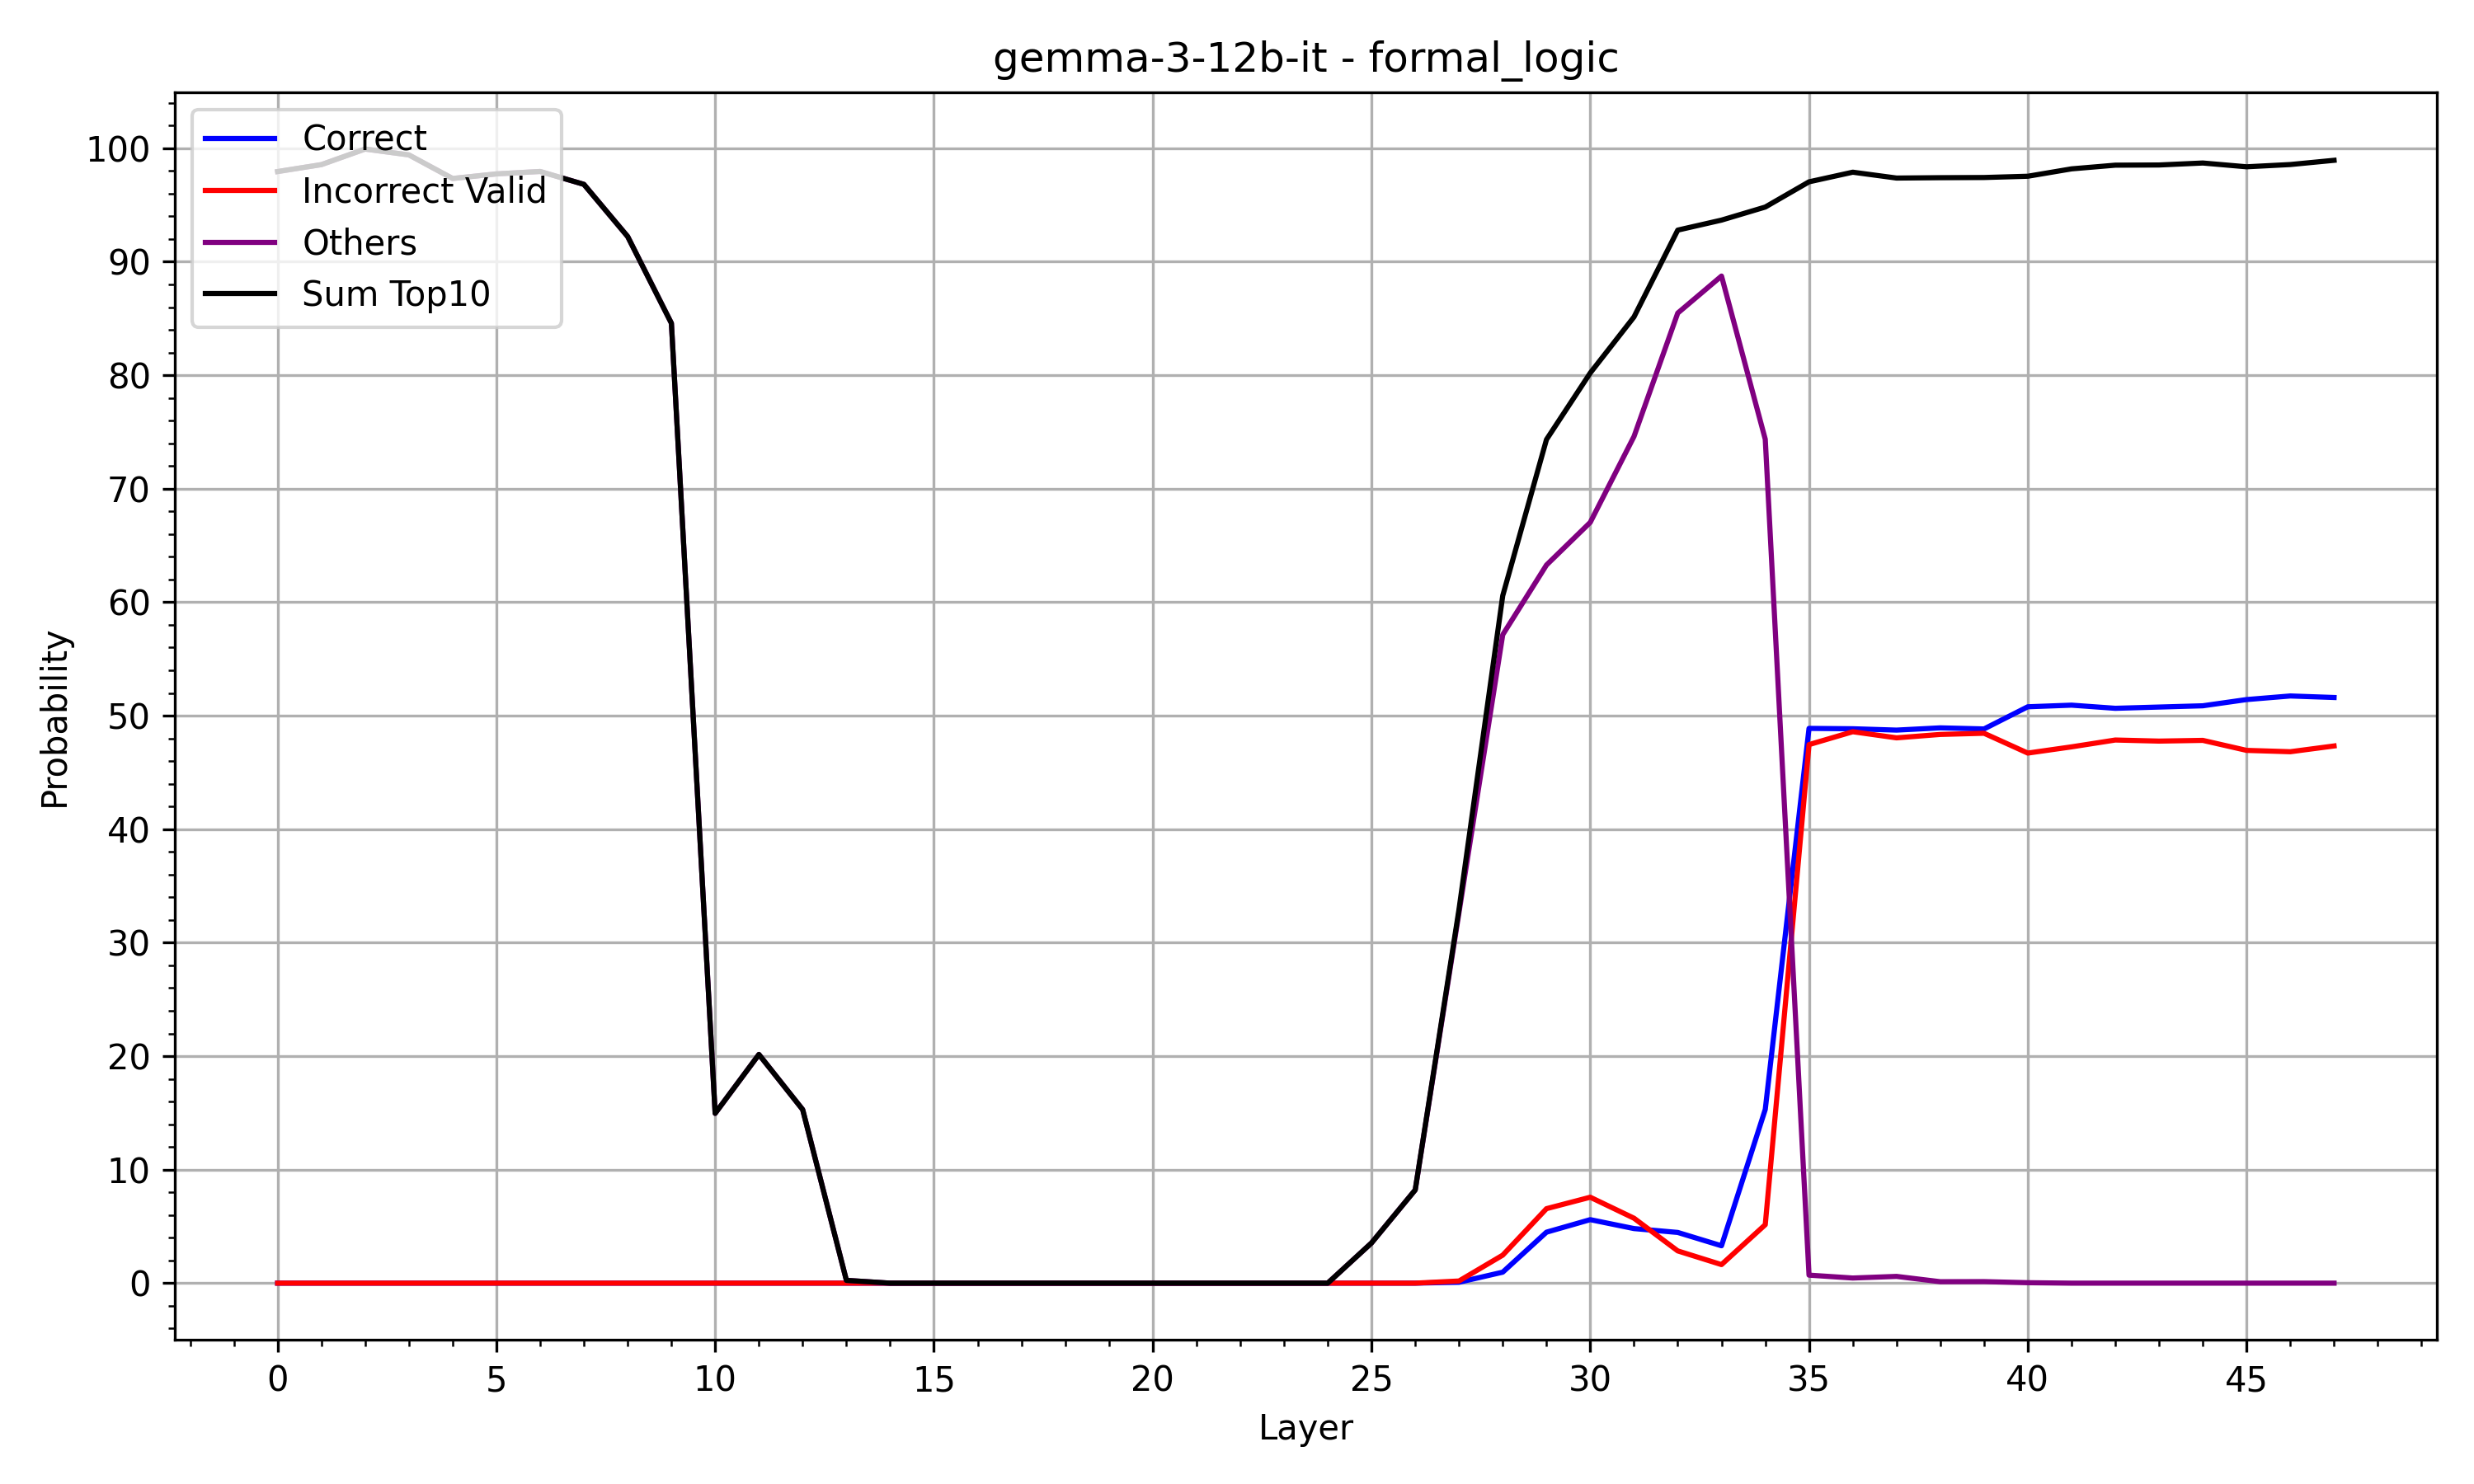 gemma-3-12b-it - formal_logic
Correct
Incorrect Valid
Others
Sum Top10
100
90
80
70
60
50
40
30
20
10
0
Probability
0 5 10 15 20 25 30 35 40 45
Layer